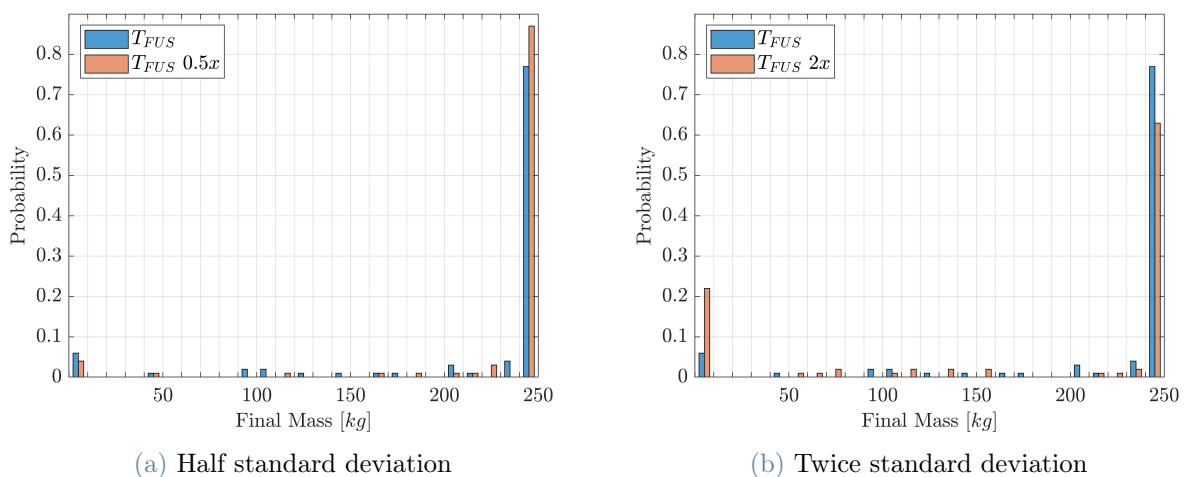 T_FUS
T_FUS 0.5x
Probability
0.8
0.7
0.6
0.5
0.4
0.3
0.2
0.1
0
50 100 150 200 250
Final Mass [kg]
(a) Half standard deviation
T_FUS
T_FUS 2x
Probability
0.8
0.7
0.6
0.5
0.4
0.3
0.2
0.1
0
50 100 150 200 250
Final Mass [kg]
(b) Twice standard deviation